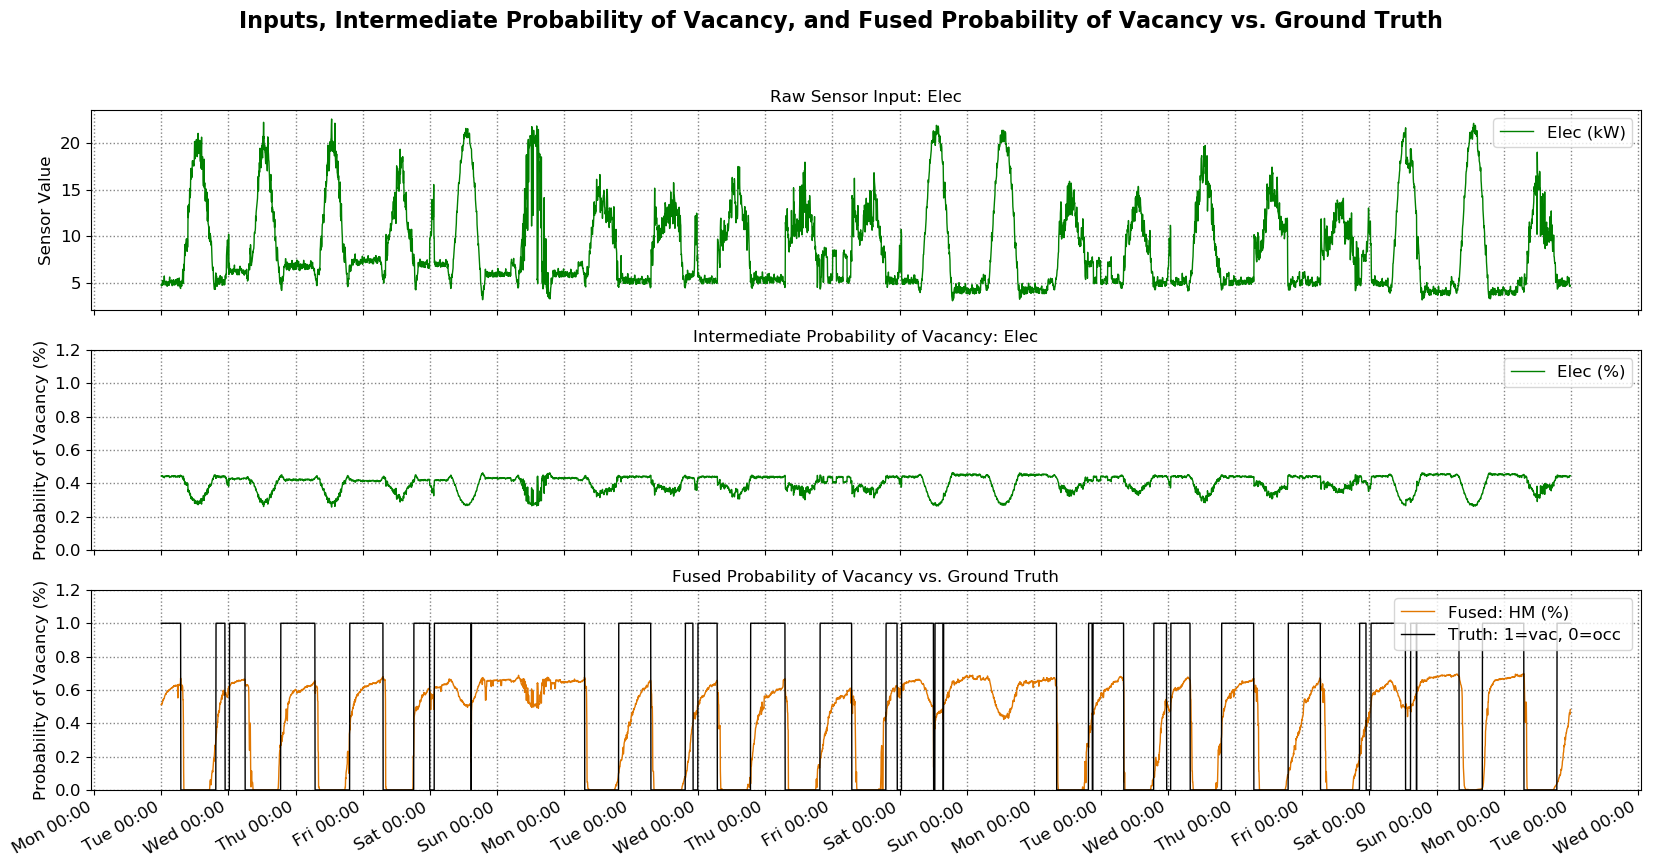 Inputs, Intermediate Probability of Vacancy, and Fused Probability of Vacancy vs. Ground Truth
Raw Sensor Input: Elec
Sensor Value
20
15
10
5
Elec (kW)
Intermediate Probability of Vacancy: Elec
Probability of Vacancy (%)
1.2
1.0
0.8
0.6
0.4
0.2
0.0
Elec (%)
Fused Probability of Vacancy vs. Ground Truth
Probability of Vacancy (%)
1.2
1.0
0.8
0.6
0.4
0.2
0.0
Fused: HM (%)
Truth: 1=vac, 0=occ
Mon 00:00
Tue 00:00
Wed 00:00
Thu 00:00
Fri 00:00
Sat 00:00
Sun 00:00
Mon 00:00
Tue 00:00
Wed 00:00
Thu 00:00
Fri 00:00
Sat 00:00
Sun 00:00
Mon 00:00
Tue 00:00
Wed 00:00
Thu 00:00
Fri 00:00
Sat 00:00
Sun 00:00
Mon 00:00
Tue 00:00
Wed 00:00